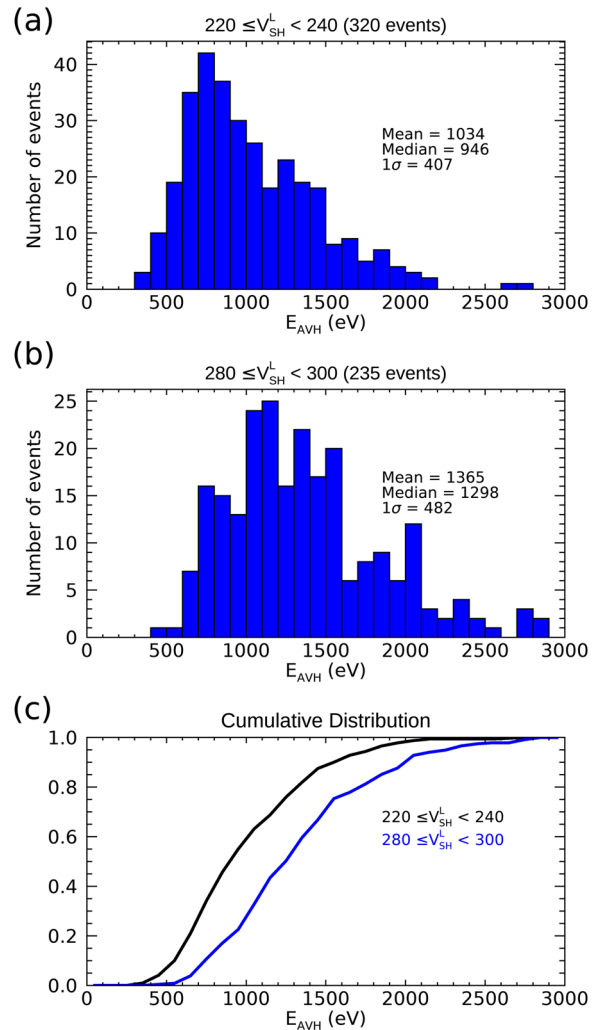 (a)
220 ≤V_SH^L < 240 (320 events)
Number of events
40
30
20
10
0
Mean = 1034
Median = 946
1σ = 407
0 500 1000 1500 2000 2500 3000
E_AVH (eV)
(b)
280 ≤V_SH^L < 300 (235 events)
Number of events
25
20
15
10
5
0
Mean = 1365
Median = 1298
1σ = 482
0 500 1000 1500 2000 2500 3000
E_AVH (eV)
(c)
Cumulative Distribution
1.0
0.8
0.6
0.4
0.2
0.0
220 ≤V_SH^L < 240
280 ≤V_SH^L < 300
0 500 1000 1500 2000 2500 3000
E_AVH (eV)